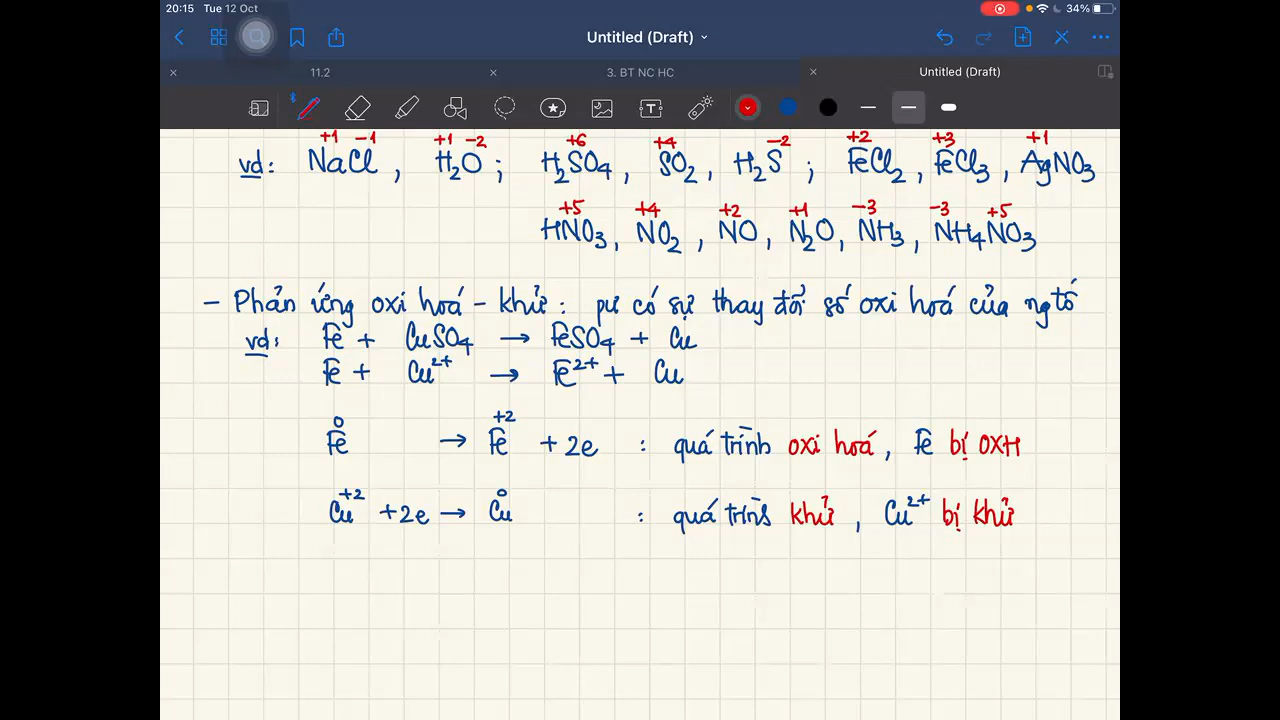 20:15 Tue 12 Oct 34%
Untitled (Draft)
11.2 3. BT NC HC Untitled (Draft)
+1 -1 +1 -2 +6 +4 -2 +2 +3 +1
vd: NaCl, H2O; H2SO4, SO2, H2S; FeCl2, FeCl3, AgNO3
+5 +4 +2 +1 -3 -3 +5
HNO3, NO2, NO, N2O, NH3, NH4NO3
- Phản ứng oxi hoá - khử: pư có sự thay đổi số oxi hoá của ng tố
vd: Fe + CuSO4 → FeSO4 + Cu
Fe + Cu²⁺ → Fe²⁺ + Cu
0 +2
Fe → Fe + 2e : quá trình oxi hoá, Fe bị OXH
+2 0
Cu + 2e → Cu : quá trình khử, Cu²⁺ bị khử